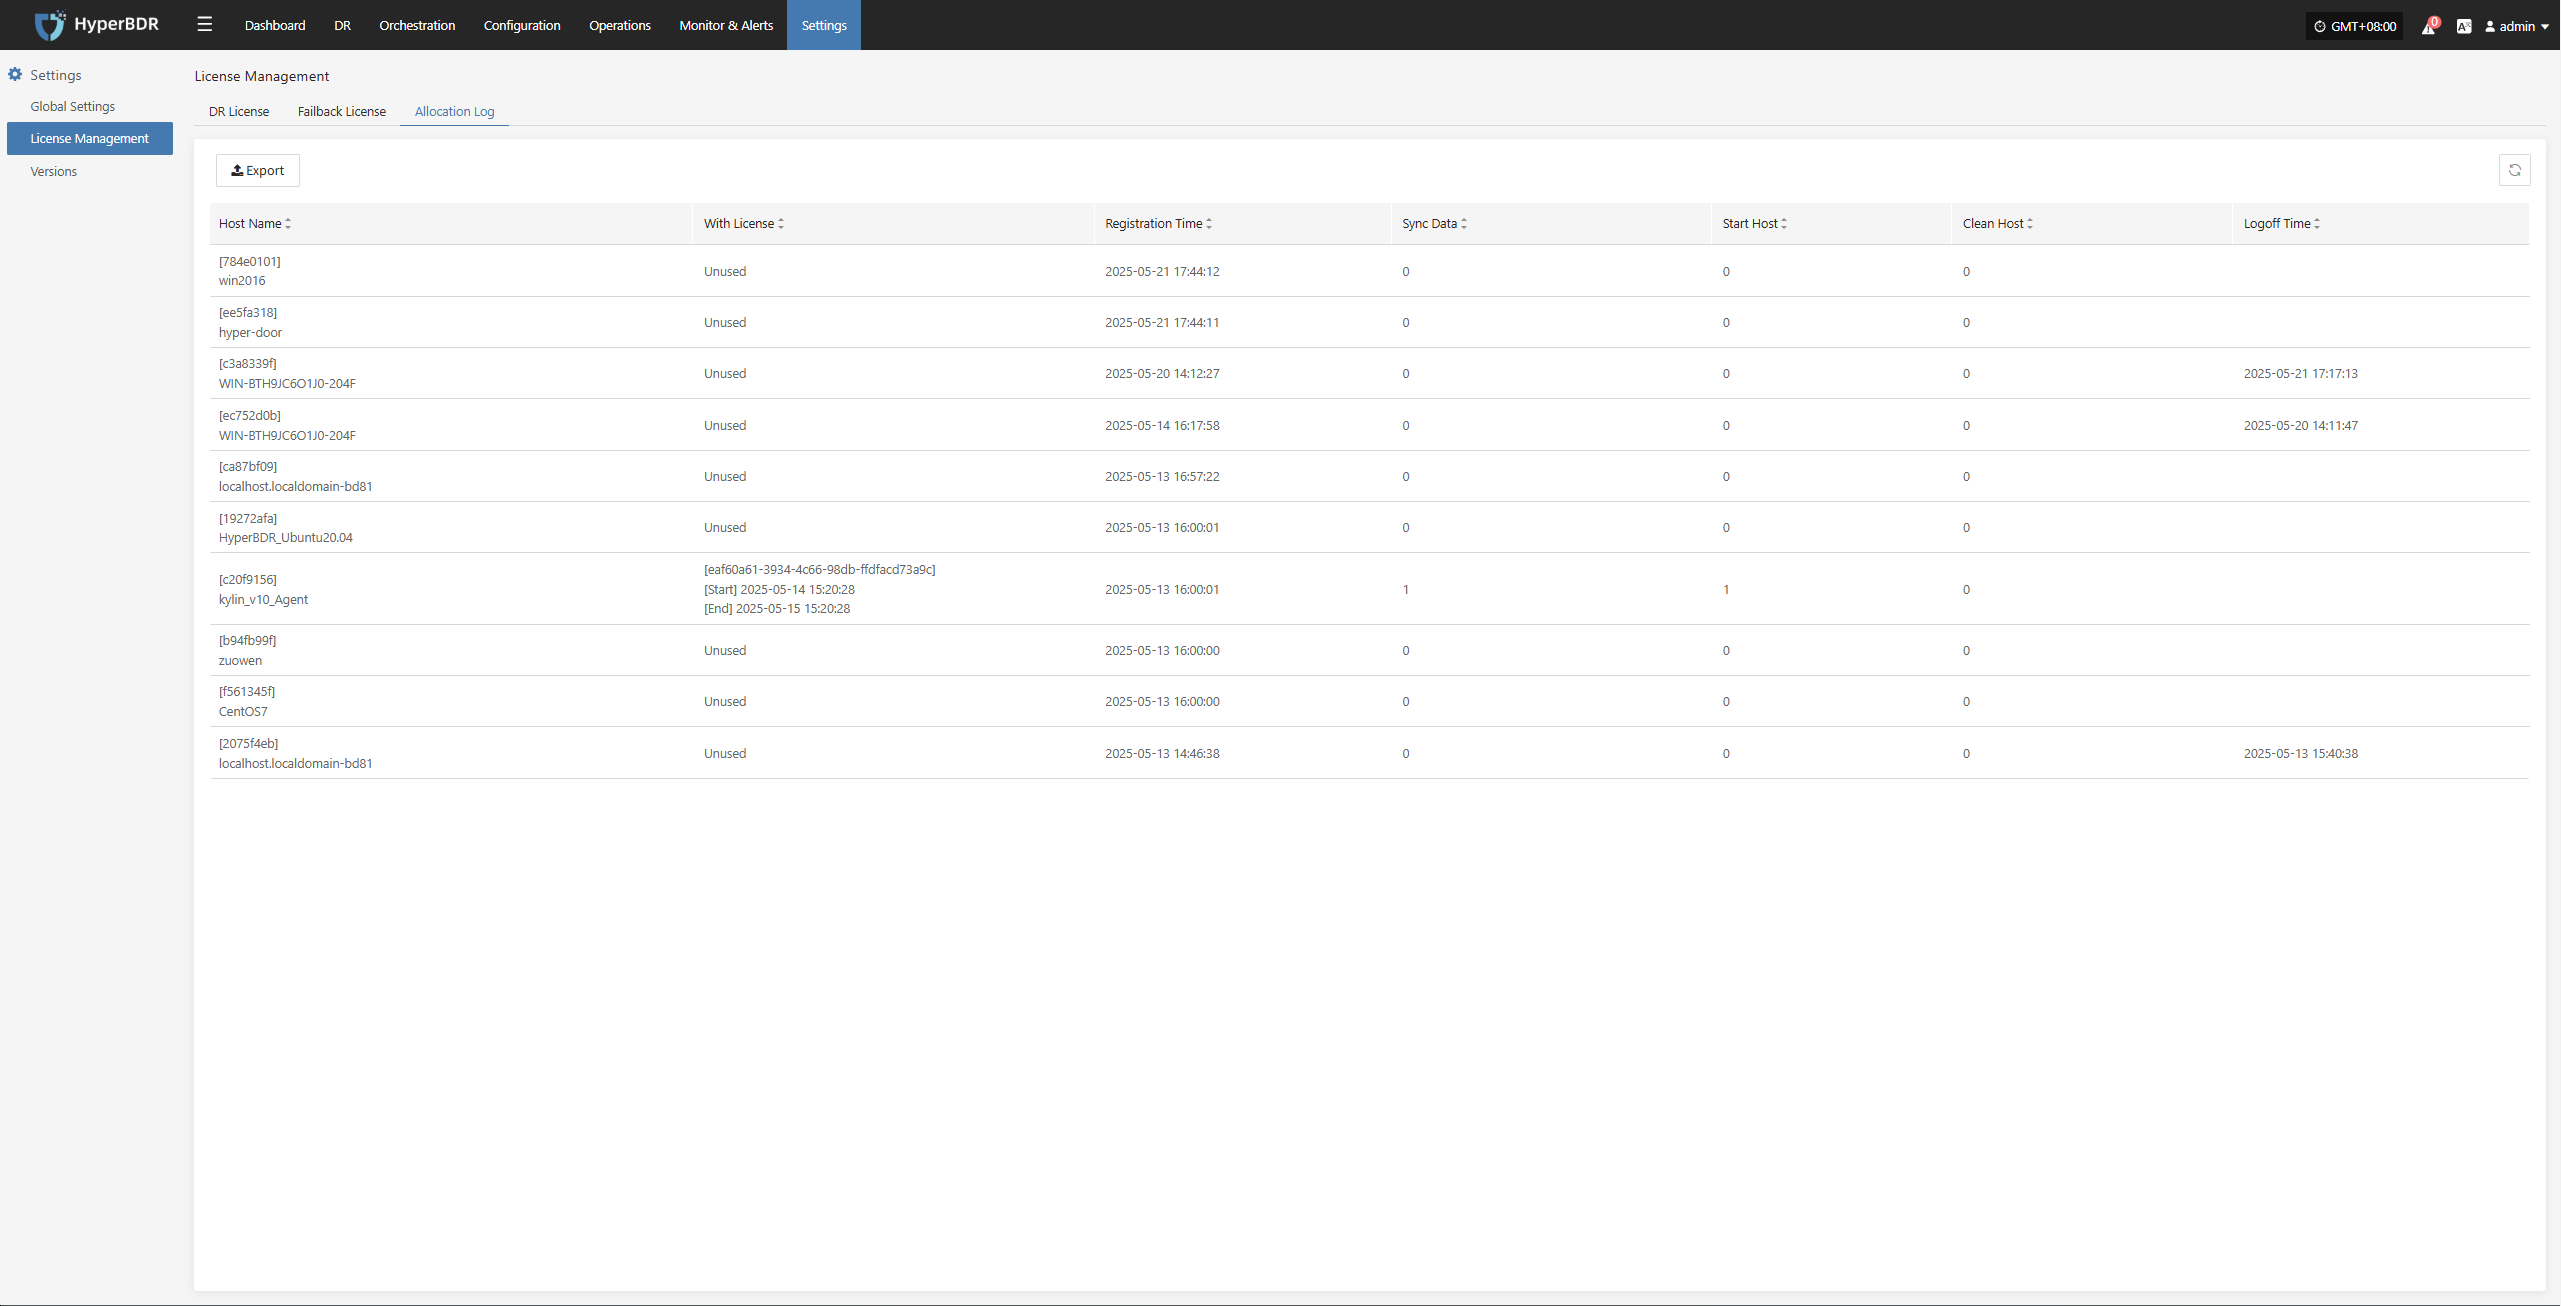 HyperBDR
Dashboard DR Orchestration Configuration Operations Monitor & Alerts Settings
GMT+08:00 0 admin
Settings
Global Settings
License Management
Versions
License Management
DR License Failback License Allocation Log
Export
Host Name With License Registration Time Sync Data Start Host Clean Host Logoff Time
[784e0101]
win2016 Unused 2025-05-21 17:44:12 0 0 0
[ee5fa318]
hyper-door Unused 2025-05-21 17:44:11 0 0 0
[c3a8339f]
WIN-BTH9JC6O1J0-204F Unused 2025-05-20 14:12:27 0 0 0 2025-05-21 17:17:13
[ec752d0b]
WIN-BTH9JC6O1J0-204F Unused 2025-05-14 16:17:58 0 0 0 2025-05-20 14:11:47
[ca87bf09]
localhost.localdomain-bd81 Unused 2025-05-13 16:57:22 0 0 0
[19272afa]
HyperBDR_Ubuntu20.04 Unused 2025-05-13 16:00:01 0 0 0
[c20f9156]
kylin_v10_Agent
[eaf60a61-3934-4c66-98db-ffdfacd73a9c]
[Start] 2025-05-14 15:20:28
[End] 2025-05-15 15:20:28
2025-05-13 16:00:01 1 1 0
[b94fb99f]
zuowen Unused 2025-05-13 16:00:00 0 0 0
[f561345f]
CentOS7 Unused 2025-05-13 16:00:00 0 0 0
[2075f4eb]
localhost.localdomain-bd81 Unused 2025-05-13 14:46:38 0 0 0 2025-05-13 15:40:38